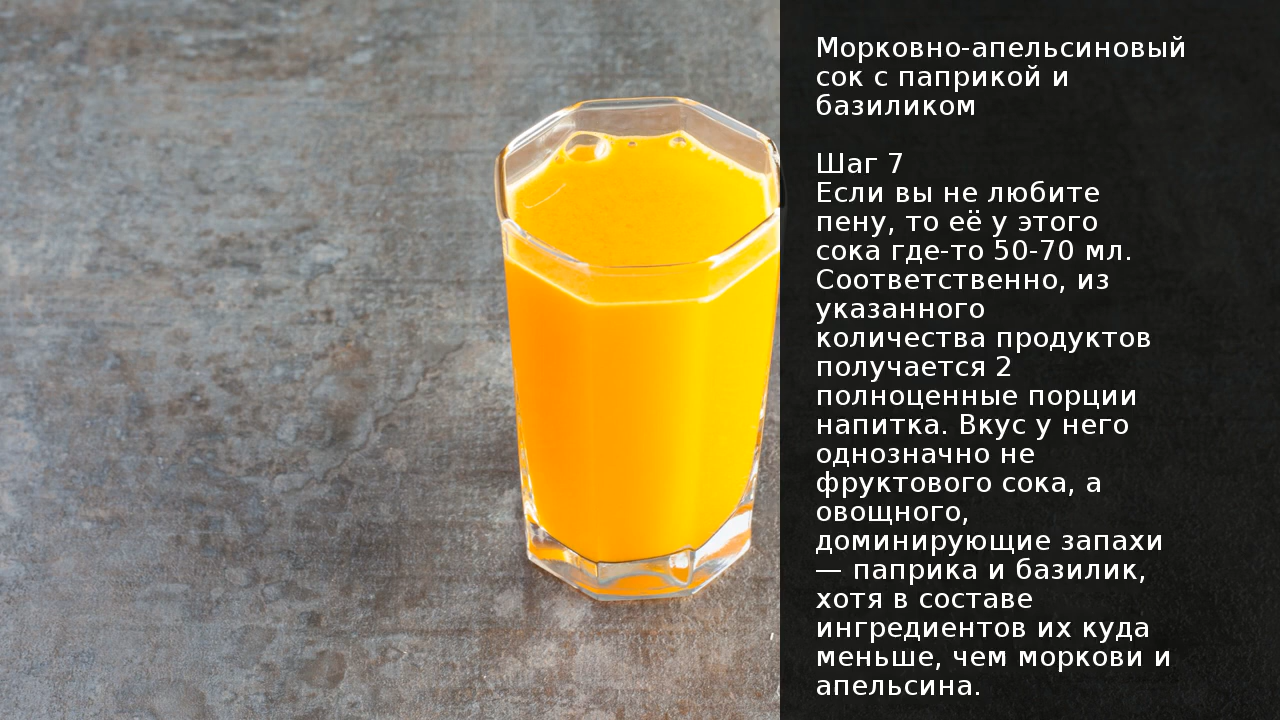 Морковно-апельсиновый
сок с паприкой и
базиликом
Шаг 7
Если вы не любите
пену, то её у этого
сока где-то 50-70 мл.
Соответственно, из
указанного
количества продуктов
получается 2
полноценные порции
напитка. Вкус у него
однозначно не
фруктового сока, а
овощного,
доминирующие запахи
— паприка и базилик,
хотя в составе
ингредиентов их куда
меньше, чем моркови и
апельсина.